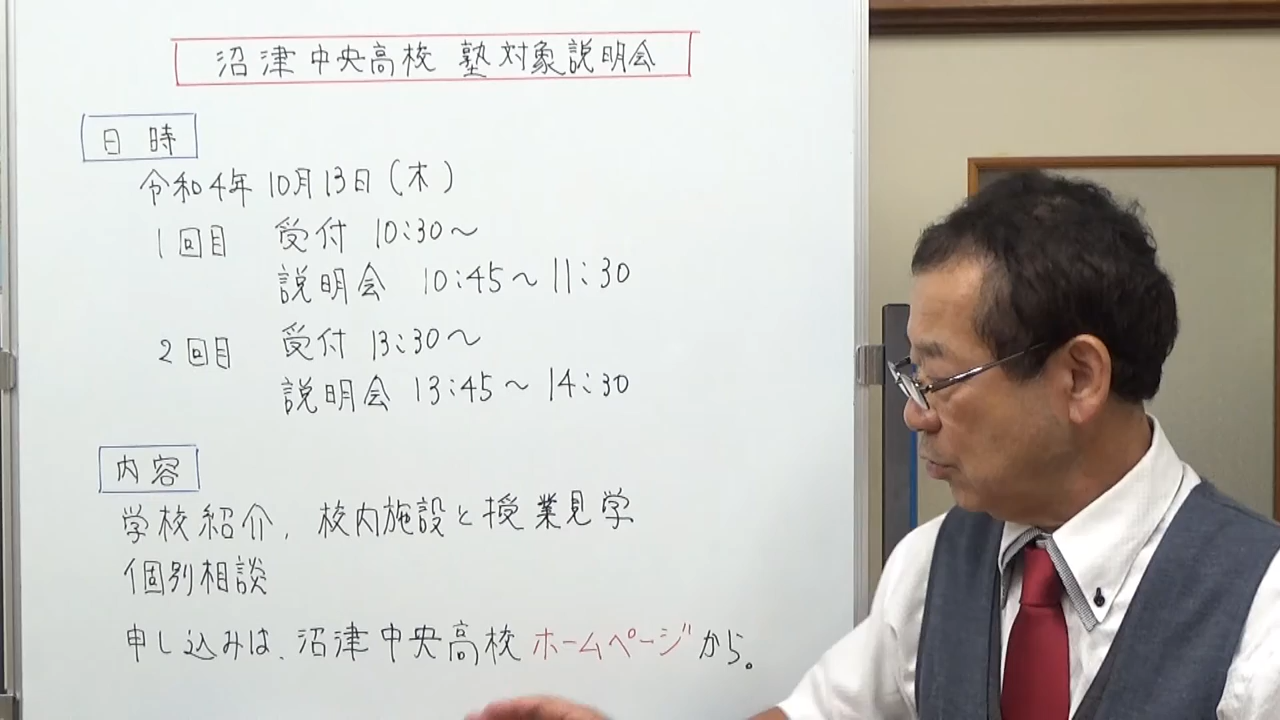 沼津中央高校 塾対象説明会
日時
令和4年10月13日(木)
1回目 受付 10:30～
説明会 10:45～11:30
2回目 受付 13:30～
説明会 13:45～14:30
内容
学校紹介, 校内施設と授業見学
個別相談
申し込みは、沼津中央高校ホームページから。